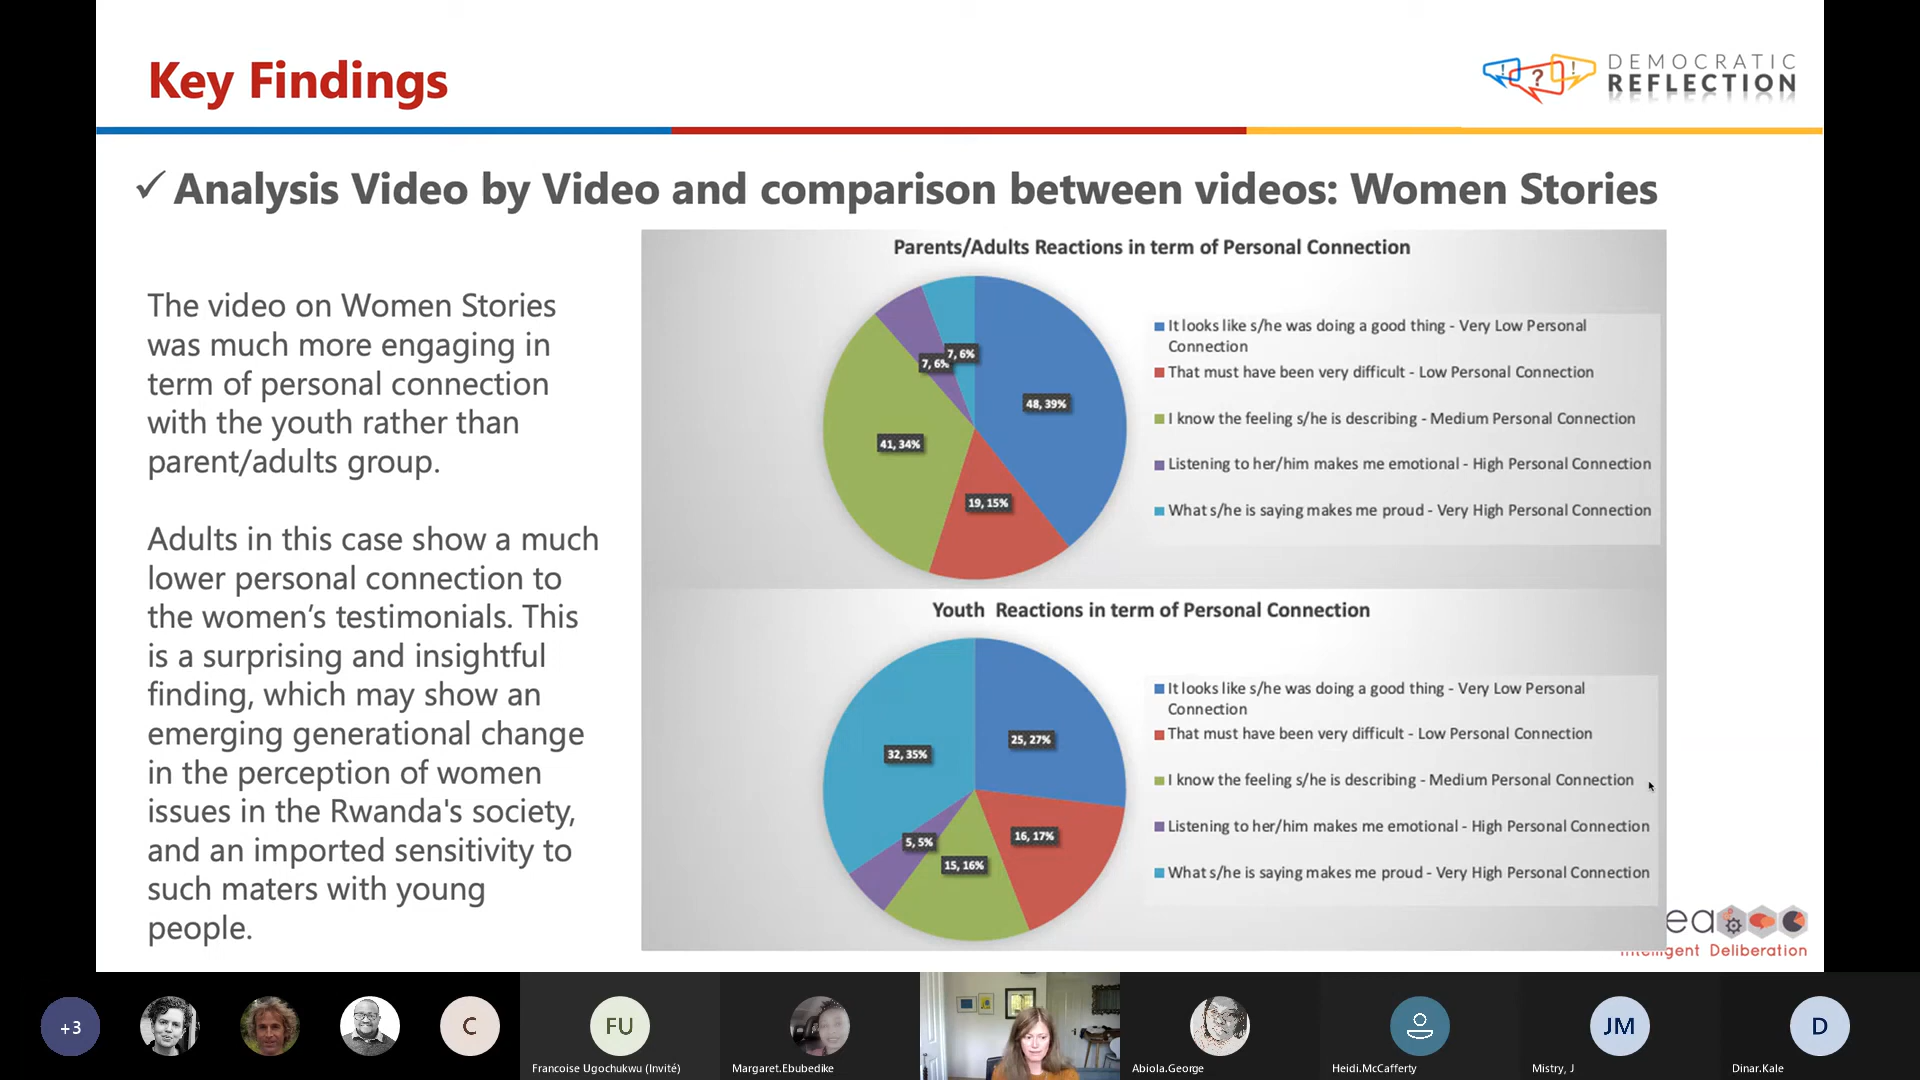 Key Findings
DEMOCRATIC
REFLECTION
✓ Analysis Video by Video and comparison between videos: Women Stories
The video on Women Stories
was much more engaging in
term of personal connection
with the youth rather than
parent/adults group.
Adults in this case show a much
lower personal connection to
the women's testimonials. This
is a surprising and insightful
finding, which may show an
emerging generational change
in the perception of women
issues in the Rwanda's society,
and an imported sensitivity to
such maters with young
people.
Parents/Adults Reactions in term of Personal Connection
7, 6%
7, 6%
48, 39%
41, 34%
19, 15%
It looks like s/he was doing a good thing - Very Low Personal
Connection
That must have been very difficult - Low Personal Connection
I know the feeling s/he is describing - Medium Personal Connection
Listening to her/him makes me emotional - High Personal Connection
What s/he is saying makes me proud - Very High Personal Connection
Youth Reactions in term of Personal Connection
32, 35%
25, 27%
5, 5%
15, 16%
16, 17%
It looks like s/he was doing a good thing - Very Low Personal
Connection
That must have been very difficult - Low Personal Connection
I know the feeling s/he is describing - Medium Personal Connection
Listening to her/him makes me emotional - High Personal Connection
What s/he is saying makes me proud - Very High Personal Connection
ea
Intelligent Deliberation
+3
C
FU
JM
D
Francoise Ugochukwu (Invité)
Margaret.Ebubedike
Abiola.George
Heidi.McCafferty
Mistry, J
Dinar.Kale